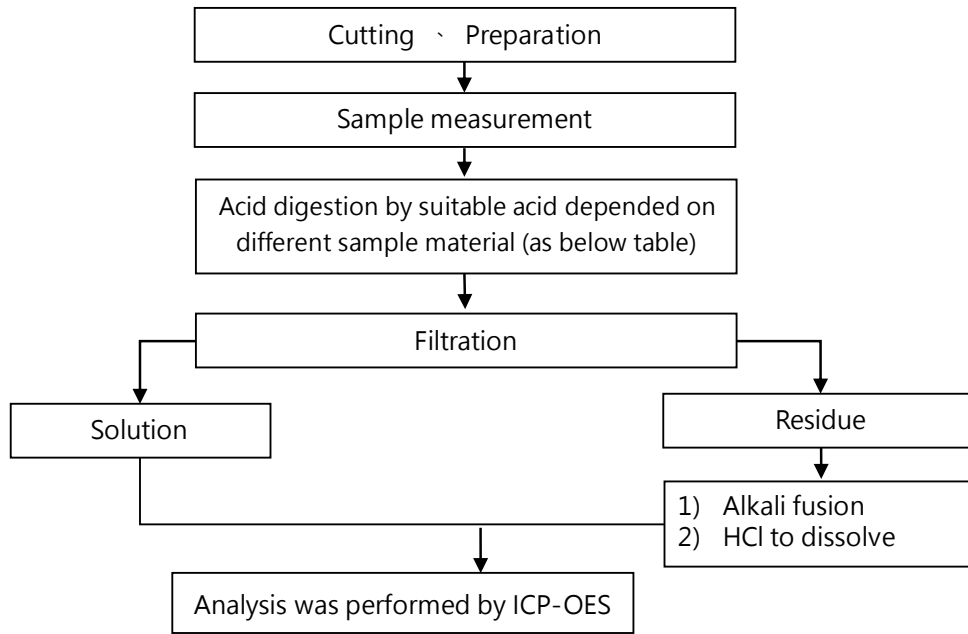 Cutting 、 Preparation
Sample measurement
Acid digestion by suitable acid depended on
different sample material (as below table)
Filtration
Solution
Residue
1) Alkali fusion
2) HCl to dissolve
Analysis was performed by ICP-OES